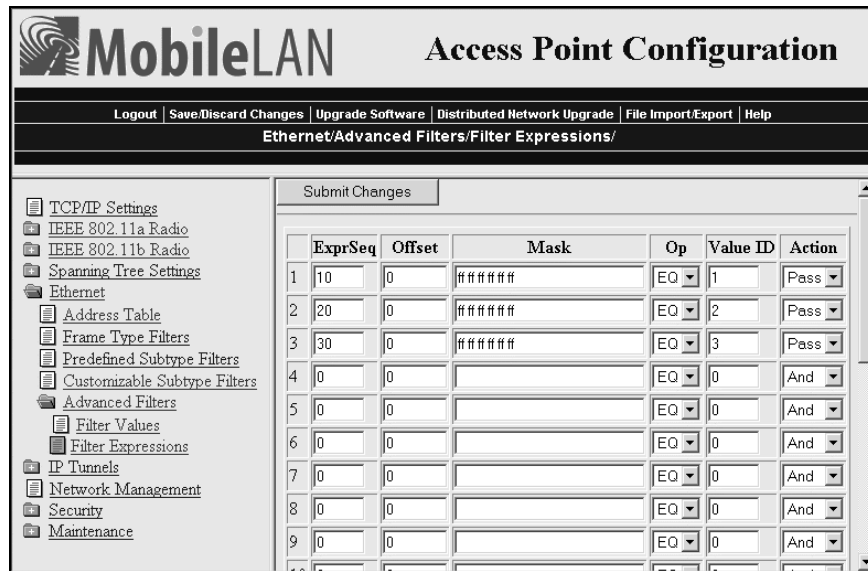 MobileLAN
Access Point Configuration
Logout | Save/Discard Changes | Upgrade Software | Distributed Network Upgrade | File Import/Export | Help
Ethernet/Advanced Filters/Filter Expressions/
TCP/IP Settings
IEEE 802.11a Radio
IEEE 802.11b Radio
Spanning Tree Settings
Ethernet
Address Table
Frame Type Filters
Predefined Subtype Filters
Customizable Subtype Filters
Advanced Filters
Filter Values
Filter Expressions
IP Tunnels
Network Management
Security
Maintenance
Submit Changes
ExprSeq Offset Mask Op Value ID Action
1 10 0 ffffffff EQ 1 Pass
2 20 0 ffffffff EQ 2 Pass
3 30 0 ffffffff EQ 3 Pass
4 0 0 EQ 0 And
5 0 0 EQ 0 And
6 0 0 EQ 0 And
7 0 0 EQ 0 And
8 0 0 EQ 0 And
9 0 0 EQ 0 And